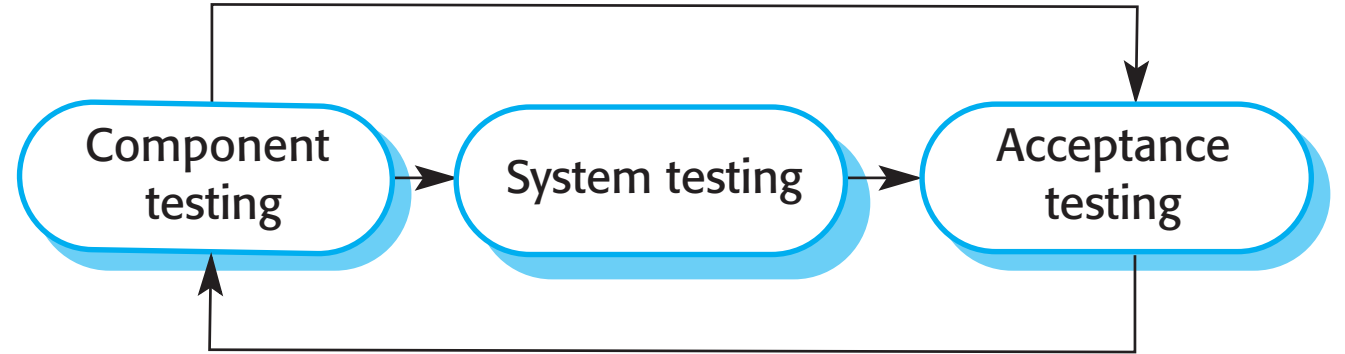 Component
testing
System testing
Acceptance
testing